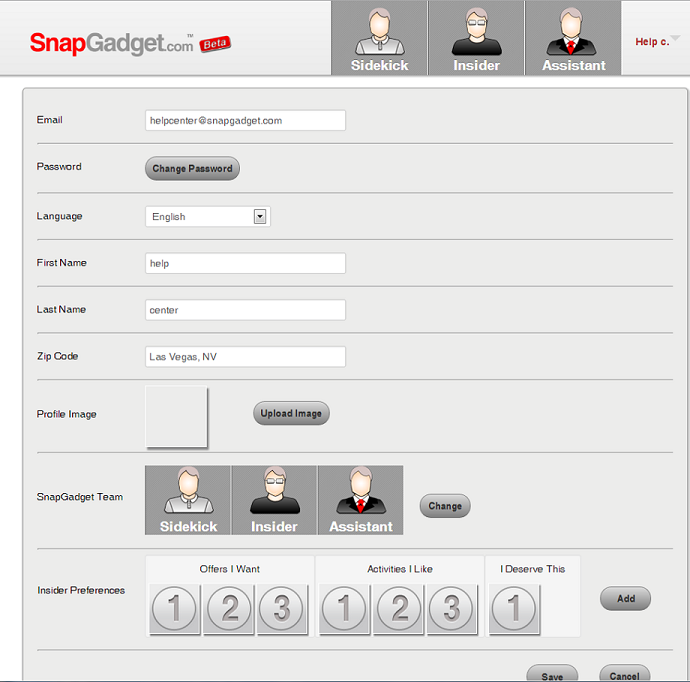 SnapGadget.com™ Beta
Sidekick Insider Assistant
Help c.
Email helpcenter@snapgadget.com
Password Change Password
Language English
First Name help
Last Name center
Zip Code Las Vegas, NV
Profile Image Upload Image
SnapGadget Team Sidekick Insider Assistant Change
Offers I Want Activities I Like I Deserve This
Insider Preferences 1 2 3 1 2 3 1 Add
Save Cancel